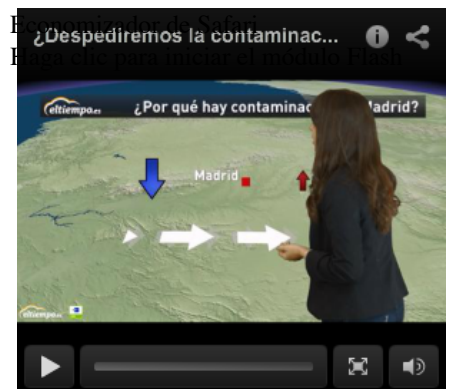 Economizador de Safari
¿Despediremos la contaminac...
Haga clic para iniciar el módulo Flash
eltiempo.es
¿Por qué hay contaminac Madrid?
Madrid
eltiempo.es